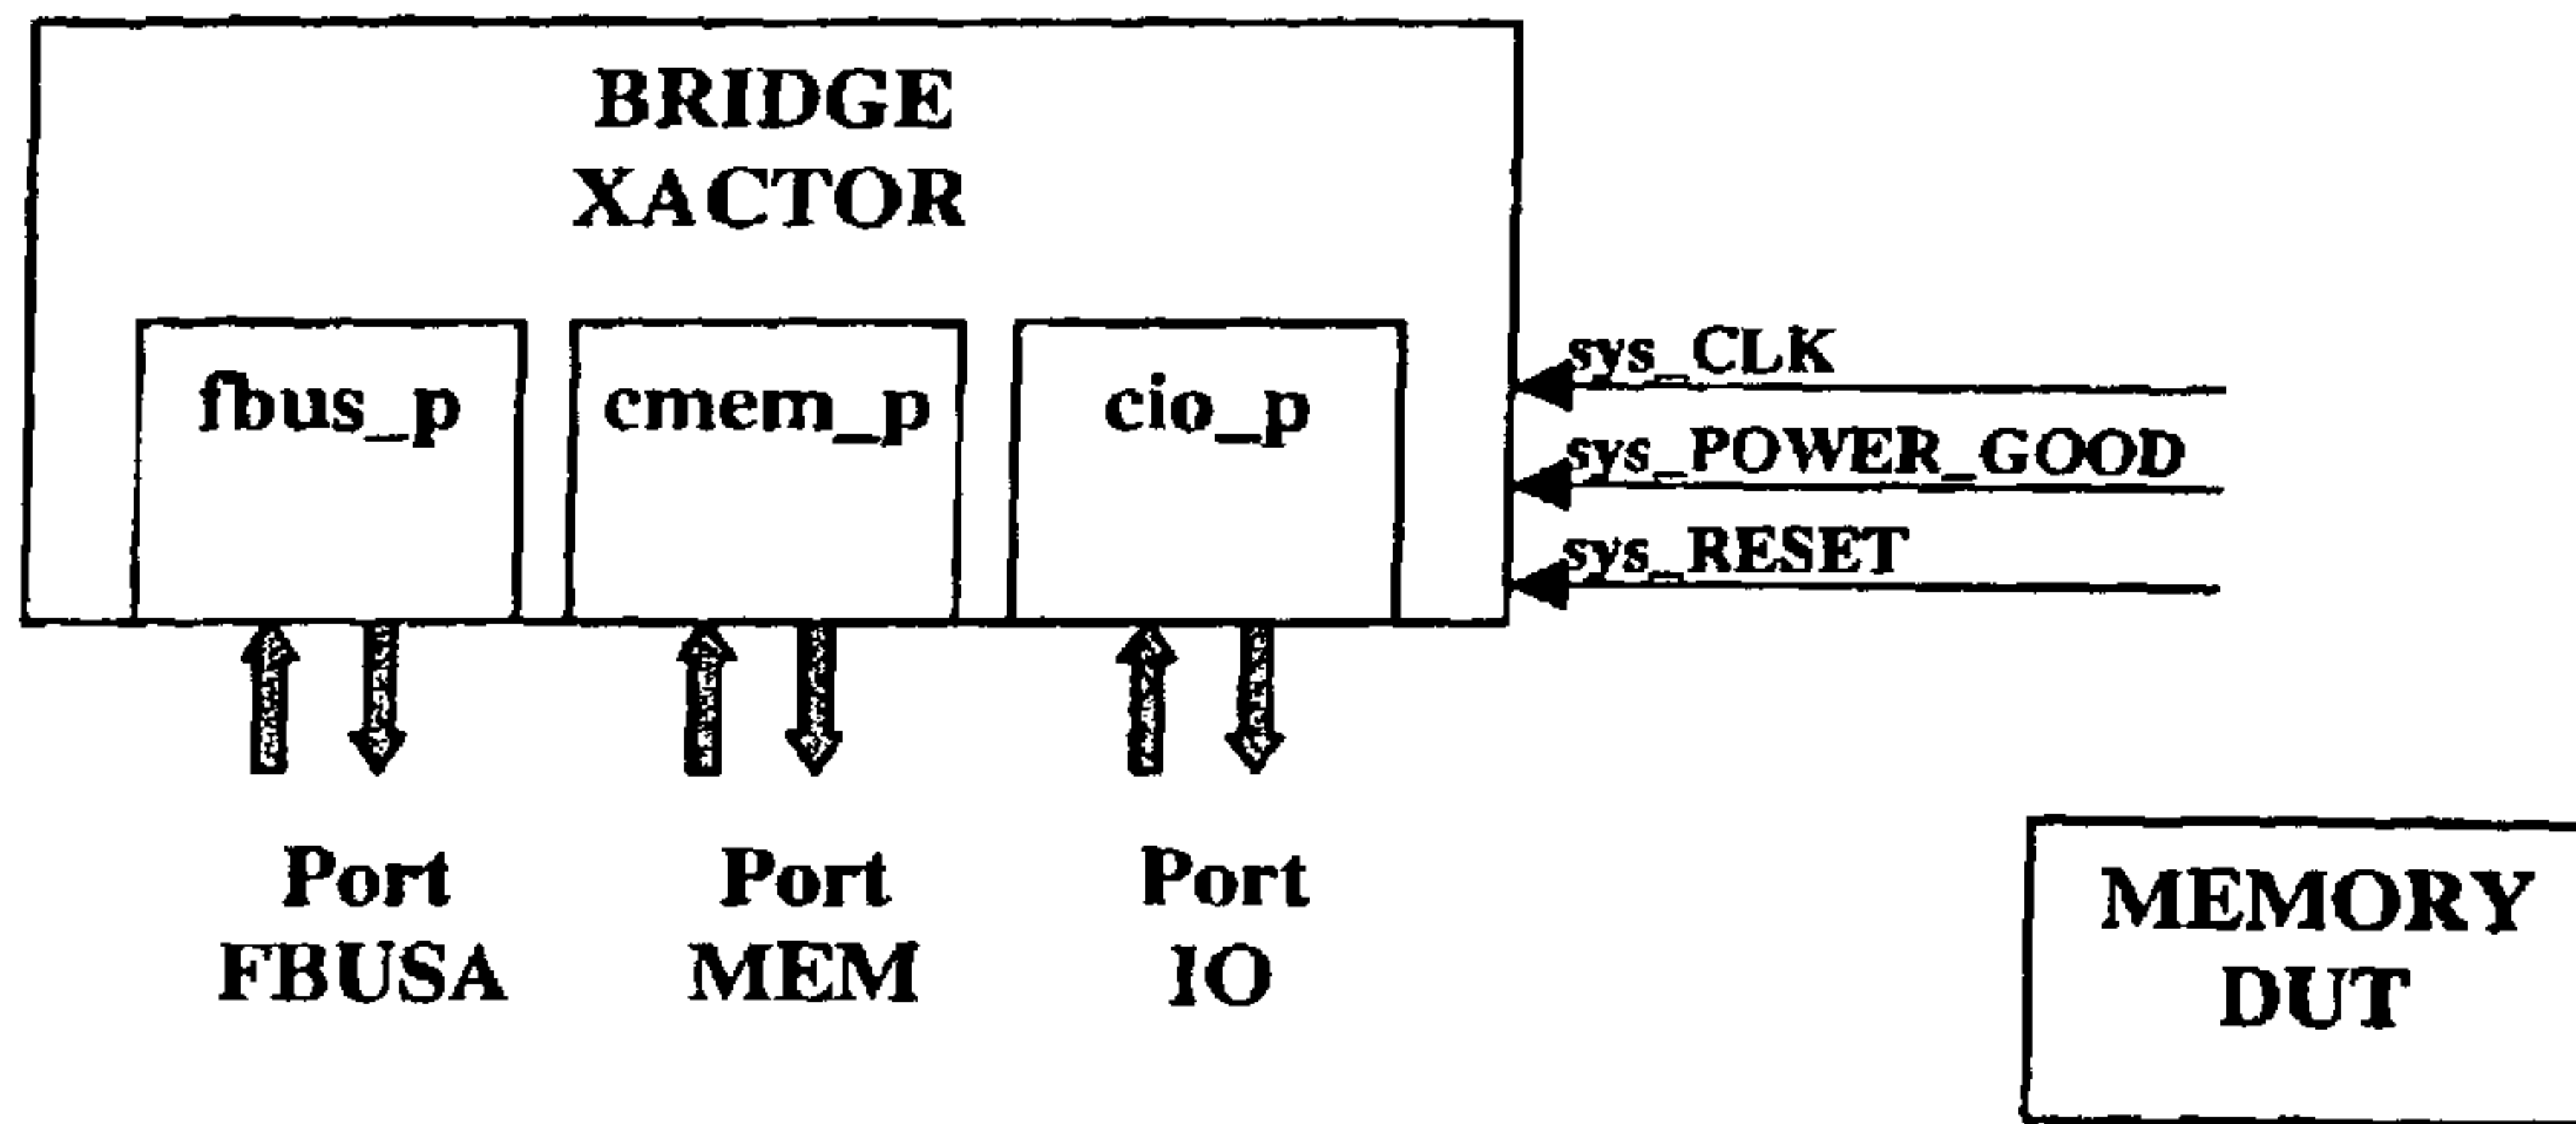 BRIDGE
XACTOR
fbus_p
cmem_p
cio_p
sys_CLK
sys_POWER_GOOD
sys_RESET
Port
FBUSA
Port
MEM
Port
IO
MEMORY
DUT